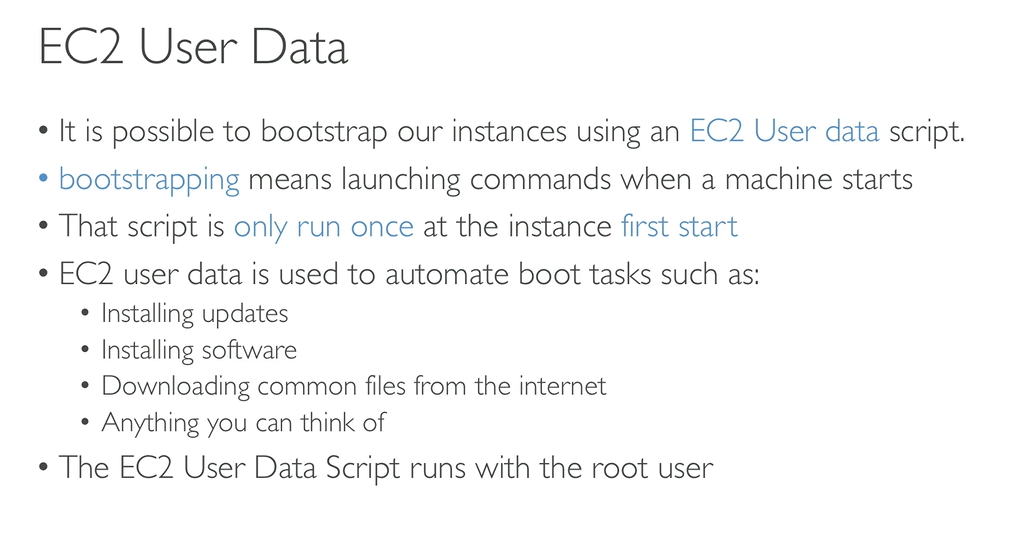 EC2 User Data
• It is possible to bootstrap our instances using an EC2 User data script.
• bootstrapping means launching commands when a machine starts
• That script is only run once at the instance first start
• EC2 user data is used to automate boot tasks such as:
• Installing updates
• Installing software
• Downloading common files from the internet
• Anything you can think of
• The EC2 User Data Script runs with the root user